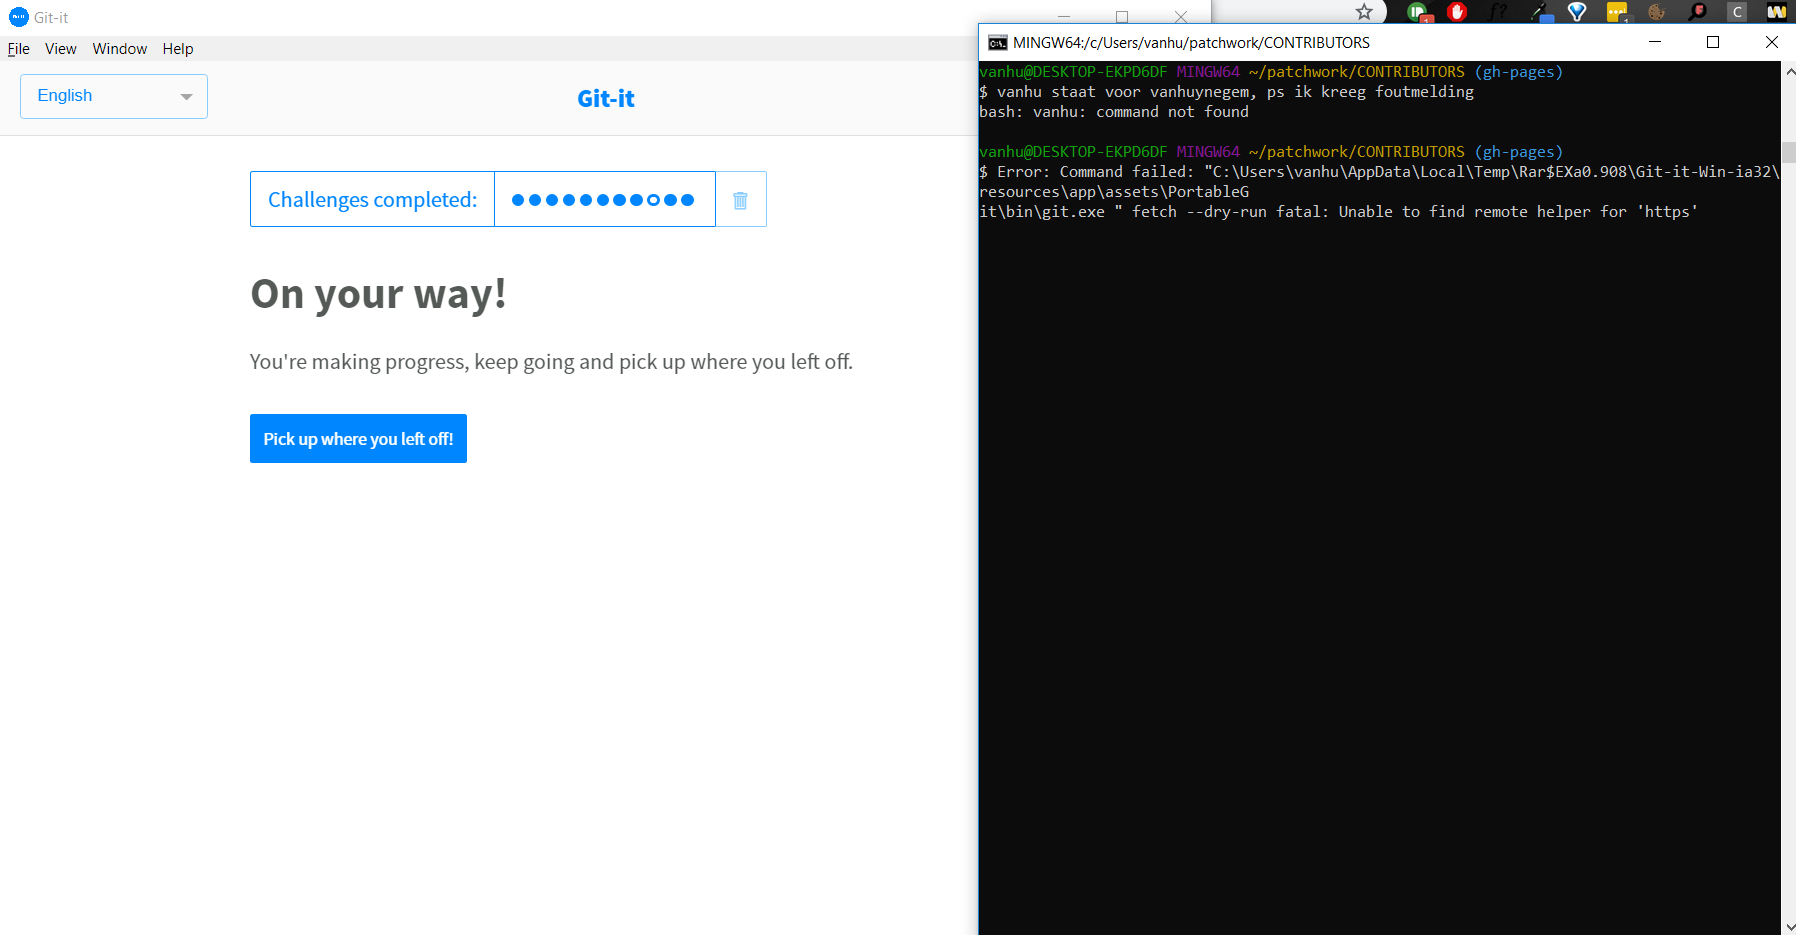 Git-it
File View Window Help
English
Git-it
Challenges completed:
On your way!
You're making progress, keep going and pick up where you left off.
Pick up where you left off!
MINGW64:/c/Users/vanhu/patchwork/CONTRIBUTORS
vanhu@DESKTOP-EKPD6DF MINGW64 ~/patchwork/CONTRIBUTORS (gh-pages)
$ vanhu staat voor vanhuynegem, ps ik kreeg foutmelding
bash: vanhu: command not found
vanhu@DESKTOP-EKPD6DF MINGW64 ~/patchwork/CONTRIBUTORS (gh-pages)
$ Error: Command failed: "C:\Users\vanhu\AppData\Local\Temp\Rar$EXa0.908\Git-it-Win-ia32\
resources\app\assets\PortableG
it\bin\git.exe " fetch --dry-run fatal: Unable to find remote helper for 'https'